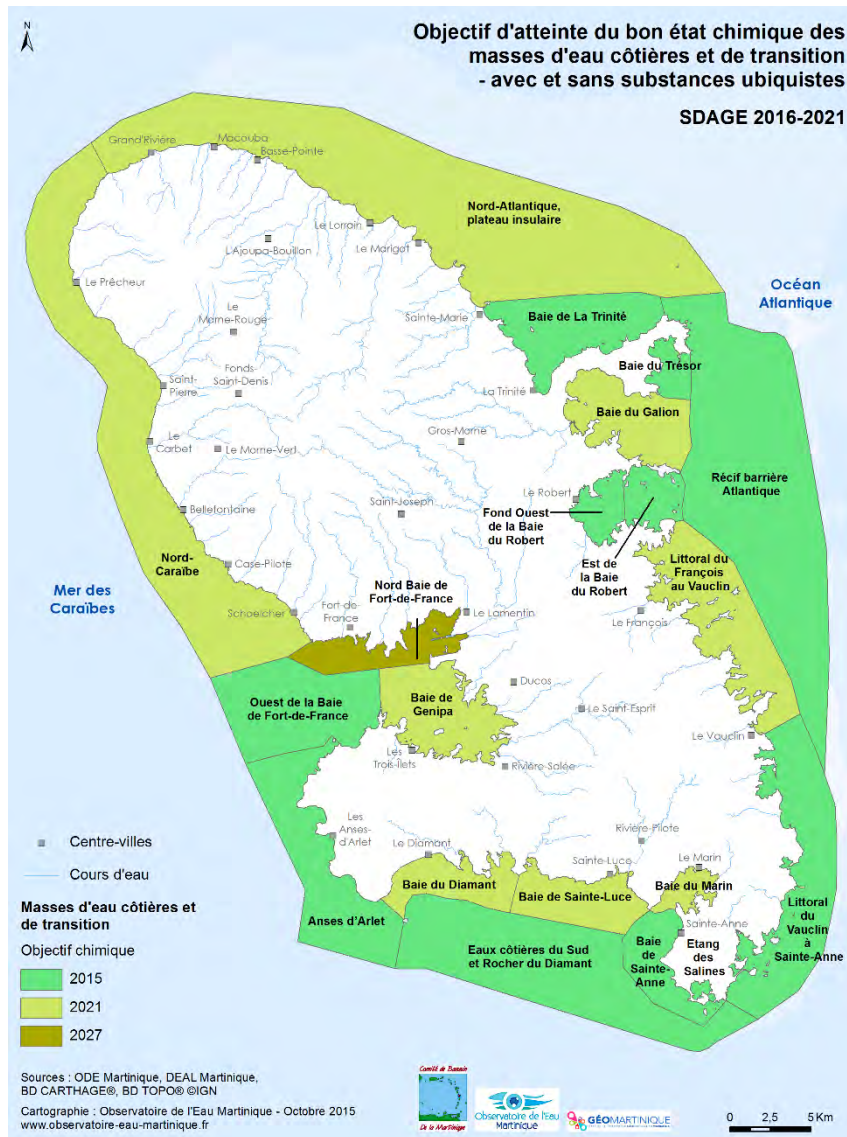 N
Objectif d'atteinte du bon état chimique des
masses d'eau côtières et de transition
- avec et sans substances ubiquistes
SDAGE 2016-2021
Grand'Rivière
Macouba
Basse-Pointe
Nord-Atlantique,
plateau insulaire
Le Lorrain
L'Ajoupa-Bouillon
Le Marigot
Le Prêcheur
Océan
Atlantique
Le
Morne-Rouge
Sainte-Marie
Baie de La Trinité
Baie du Trésor
Fonds-
Saint-Denis
Saint-
Pierre
La Trinité
Baie du Galion
Le
Carbet
Le Morne-Vert
Gros-Morne
Récif barrière
Atlantique
Le Robert
Saint-Joseph
Bellefontaine
Fond Ouest
de la Baie
du Robert
Est de
la Baie
du Robert
Littoral du
François
au Vauclin
Nord-
Caraïbe
Case-Pilote
Nord Baie de
Fort-de-France
Mer des
Caraïbes
Schoelcher
Fort-de-
France
Le Lamentin
Le François
Ducos
Ouest de la Baie
de Fort-de-France
Baie de
Genipa
Le Saint-Esprit
Le Vauclin
Les
Trois-Îlets
Rivière-Salée
Les
Anses-
d'Arlet
Rivière-Pilote
Le Diamant
Sainte-Luce
Le Marin
Baie du Diamant
Baie de Sainte-Luce
Baie du Marin
Anses d'Arlet
Littoral
du
Vauclin
à
Sainte-Anne
Sainte-Anne
Eaux côtières du Sud
et Rocher du Diamant
Baie
de
Sainte-
Anne
Etang
des
Salines
Centre-villes
Cours d'eau
Masses d'eau côtières et
de transition
Objectif chimique
2015
2021
2027
Sources : ODE Martinique, DEAL Martinique,
BD CARTHAGE®, BD TOPO® ©IGN
Cartographie : Observatoire de l'Eau Martinique - Octobre 2015
www.observatoire-eau-martinique.fr
Comité de Bassin
De la Martinique
Observatoire de l'Eau
Martinique
GÉOMARTINIQUE
0 2,5 5 Km